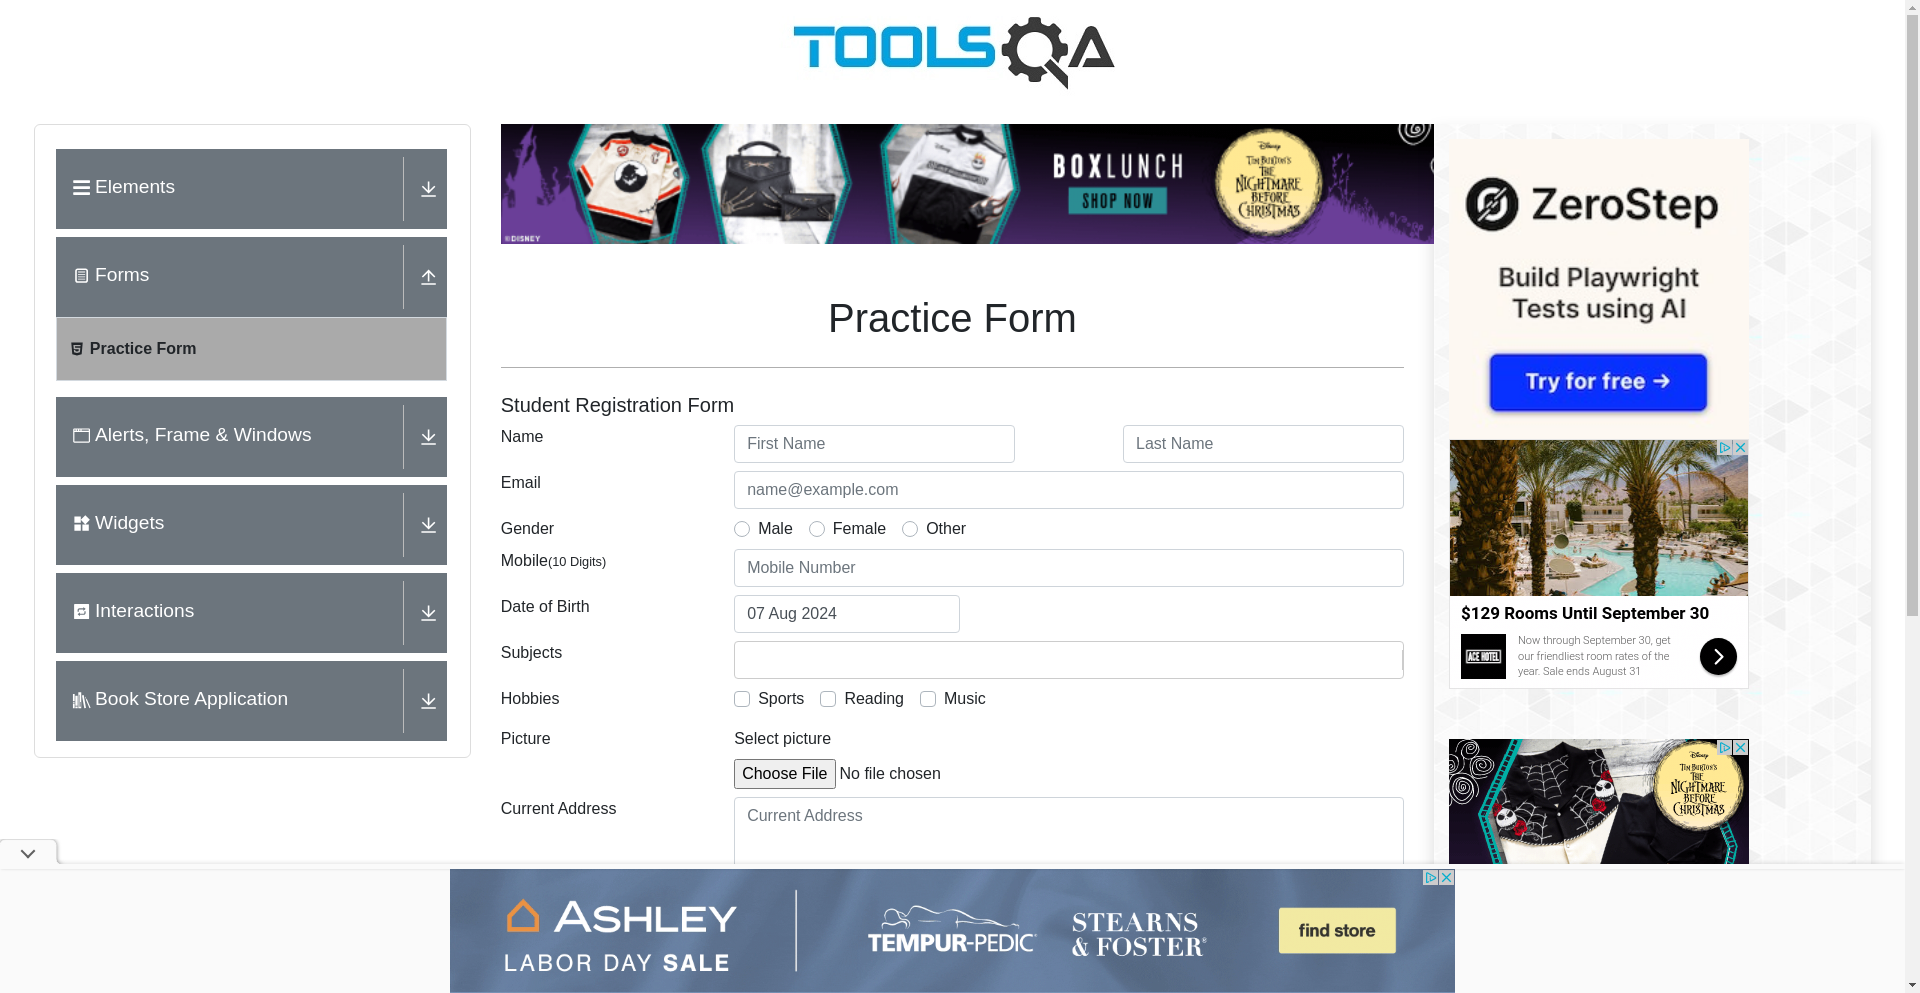 TOOLSQA
Elements
Forms
Practice Form
Alerts, Frame & Windows
Widgets
Interactions
Book Store Application
©DISNEY
BOXLUNCH
SHOP NOW
Disney
TIM BURTON'S
THE
NIGHTMARE
BEFORE
CHRISTMAS
Practice Form
Student Registration Form
Name First Name Last Name
Email name@example.com
Gender Male Female Other
Mobile(10 Digits) Mobile Number
Date of Birth 07 Aug 2024
Subjects
Hobbies Sports Reading Music
Picture Select picture
Choose File No file chosen
Current Address Current Address
ZeroStep
Build Playwright
Tests using AI
Try for free →
$129 Rooms Until September 30
ACE HOTEL
Now through September 30, get
our friendliest room rates of the
year. Sale ends August 31
Disney
TIM BURTON'S
THE
NIGHTMARE
BEFORE
CHRISTMAS
ASHLEY
LABOR DAY SALE
TEMPUR-PEDIC
STEARNS
& FOSTER®
find store